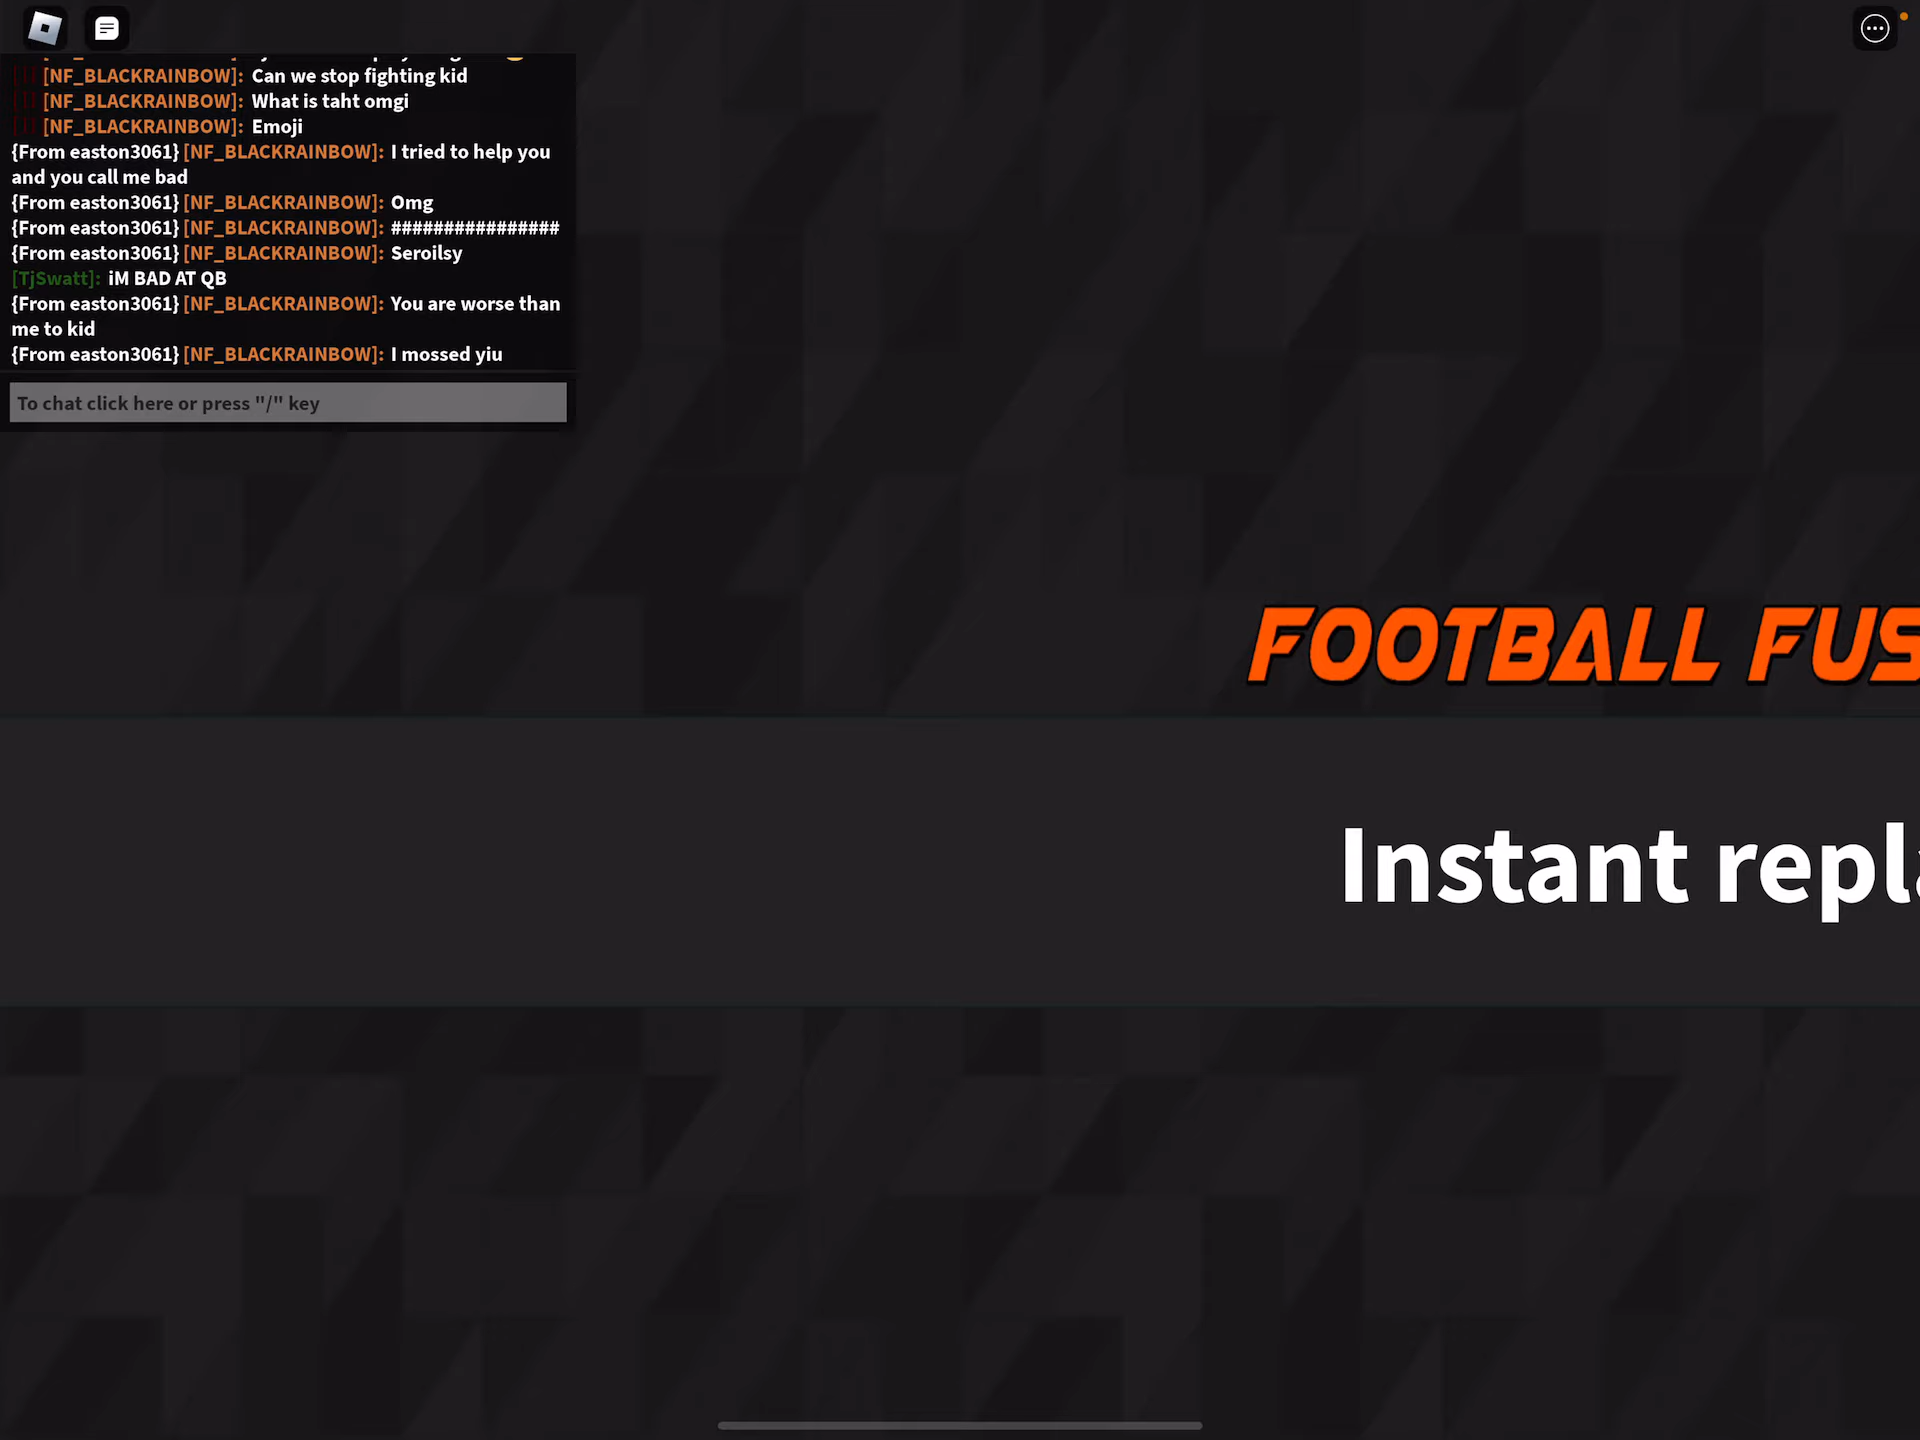 [NF_BLACKRAINBOW]: Can we stop fighting kid
[NF_BLACKRAINBOW]: What is taht omgi
[NF_BLACKRAINBOW]: Emoji
{From easton3061} [NF_BLACKRAINBOW]: I tried to help you
and you call me bad
{From easton3061} [NF_BLACKRAINBOW]: Omg
{From easton3061} [NF_BLACKRAINBOW]: ################
{From easton3061} [NF_BLACKRAINBOW]: Seroilsy
[TjSwatt]: iM BAD AT QB
{From easton3061} [NF_BLACKRAINBOW]: You are worse than
me to kid
{From easton3061} [NF_BLACKRAINBOW]: I mossed yiu
To chat click here or press "/" key
FOOTBALL FUS
Instant repla